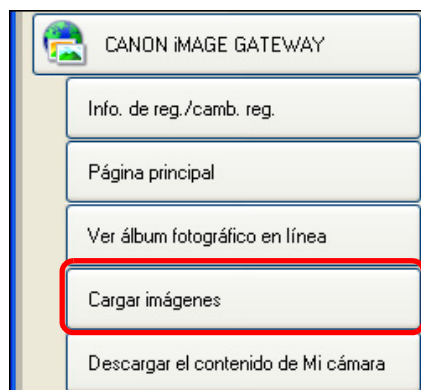 CANON iMAGE GATEWAY
Info. de reg./camb. reg.
Página principal
Ver álbum fotográfico en línea
Cargar imágenes
Descargar el contenido de Mi cámara